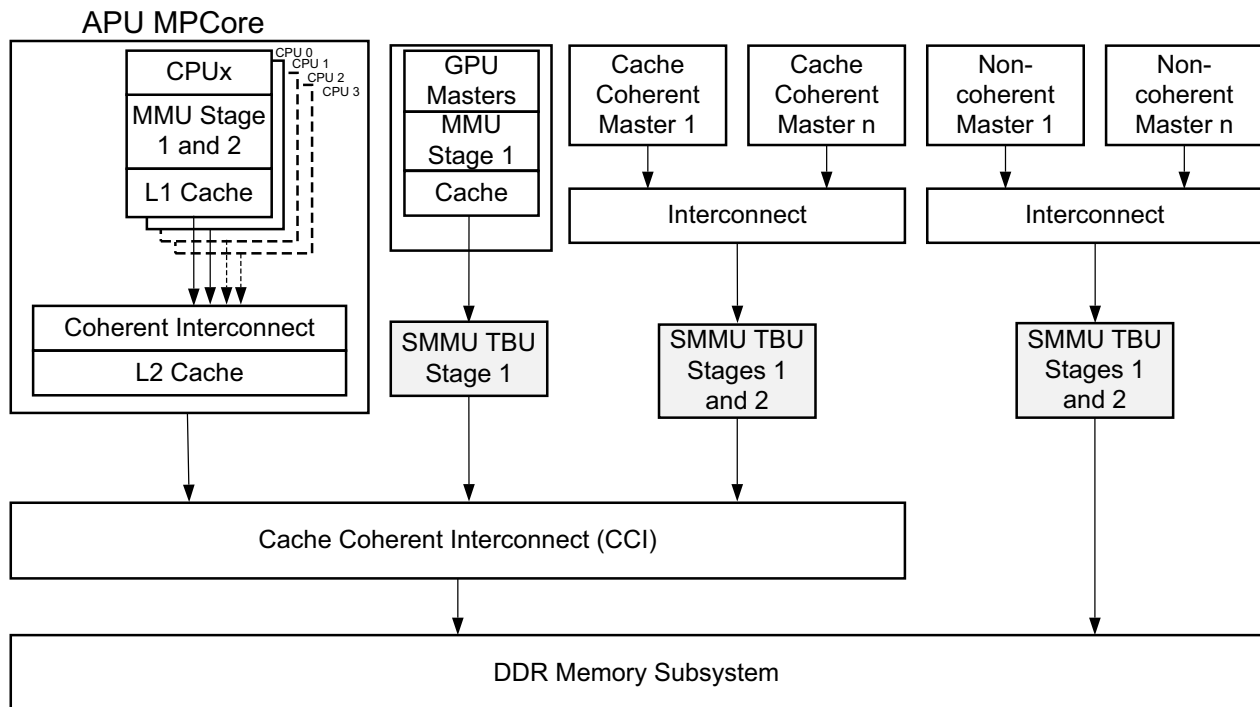 APU MPCore
CPU 0
CPU 1
CPU 2
CPU 3
CPUx
MMU Stage
1 and 2
L1 Cache
Coherent Interconnect
L2 Cache
GPU
Masters
MMU
Stage 1
Cache
SMMU TBU
Stage 1
Cache
Coherent
Master 1
Cache
Coherent
Master n
Interconnect
SMMU TBU
Stages 1
and 2
Non-
coherent
Master 1
Non-
coherent
Master n
Interconnect
SMMU TBU
Stages 1
and 2
Cache Coherent Interconnect (CCI)
DDR Memory Subsystem